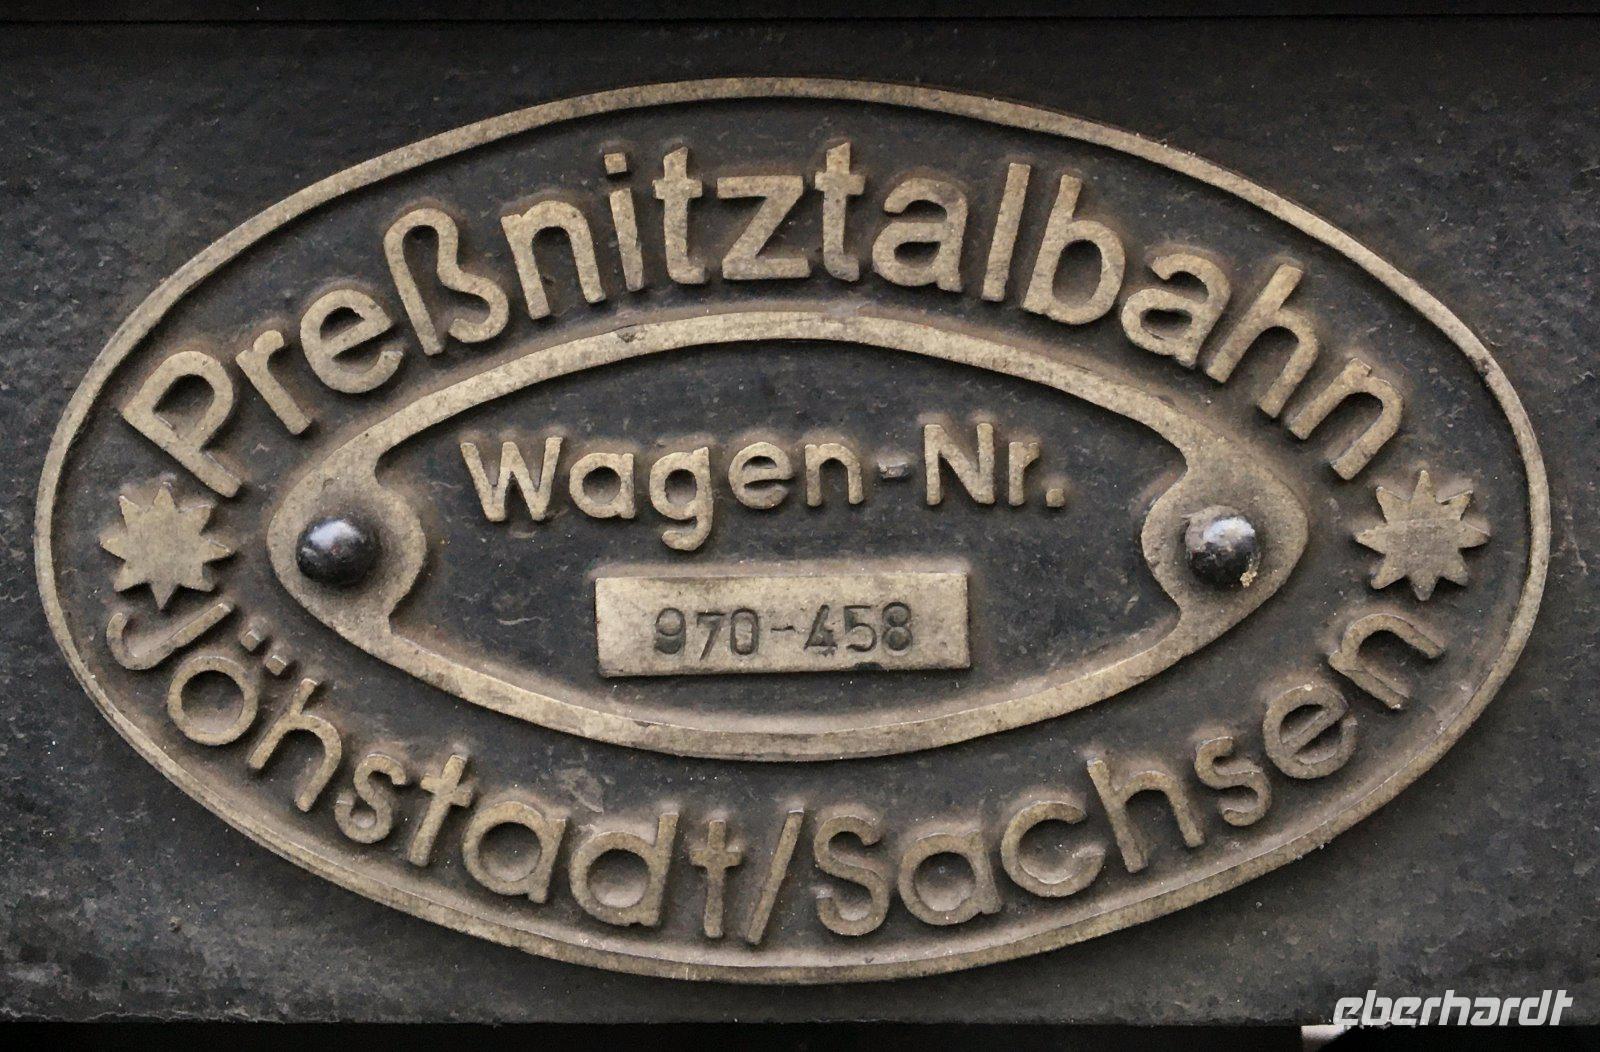 Preßnitztalbahn
Wagen-Nr.
970-458
Jöhstadt/Sachsen
eberhardt